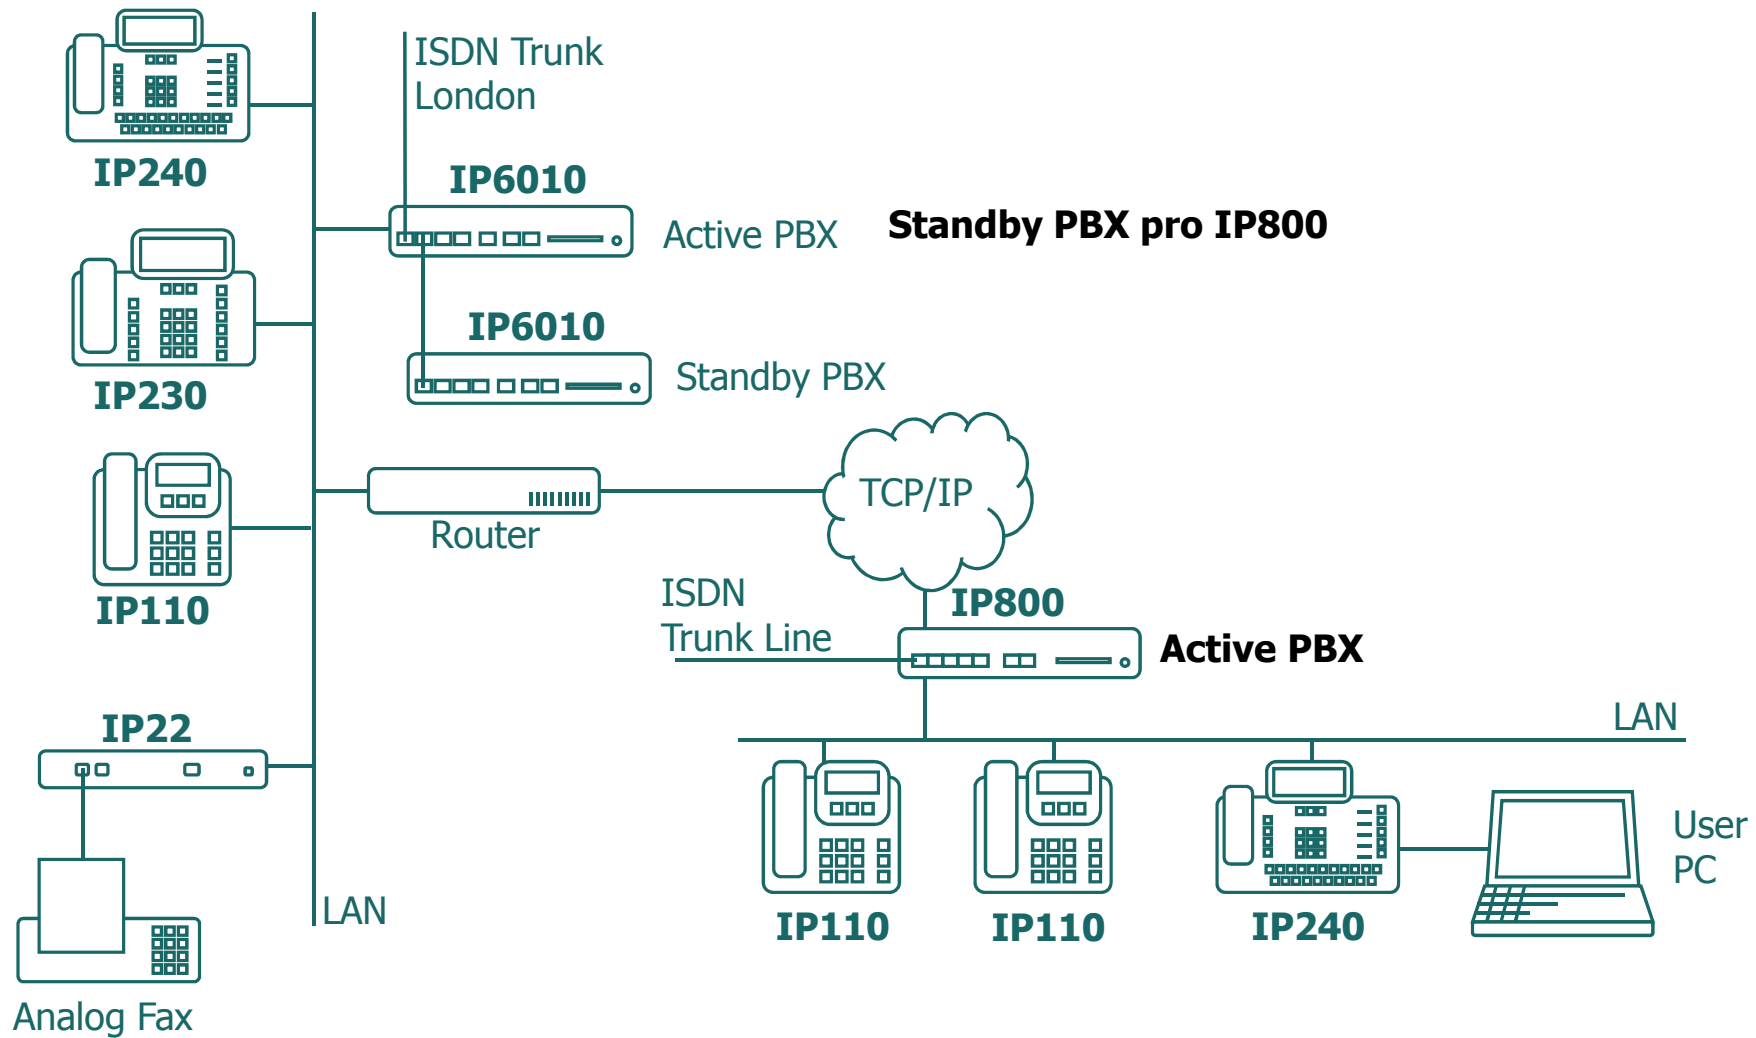 ISDN Trunk
London
IP240
IP6010
Active PBX
Standby PBX pro IP800
IP6010
Standby PBX
IP230
TCP/IP
Router
IP110
ISDN
Trunk Line
IP800
Active PBX
IP22
LAN
LAN
User
PC
IP110
IP110
IP240
Analog Fax